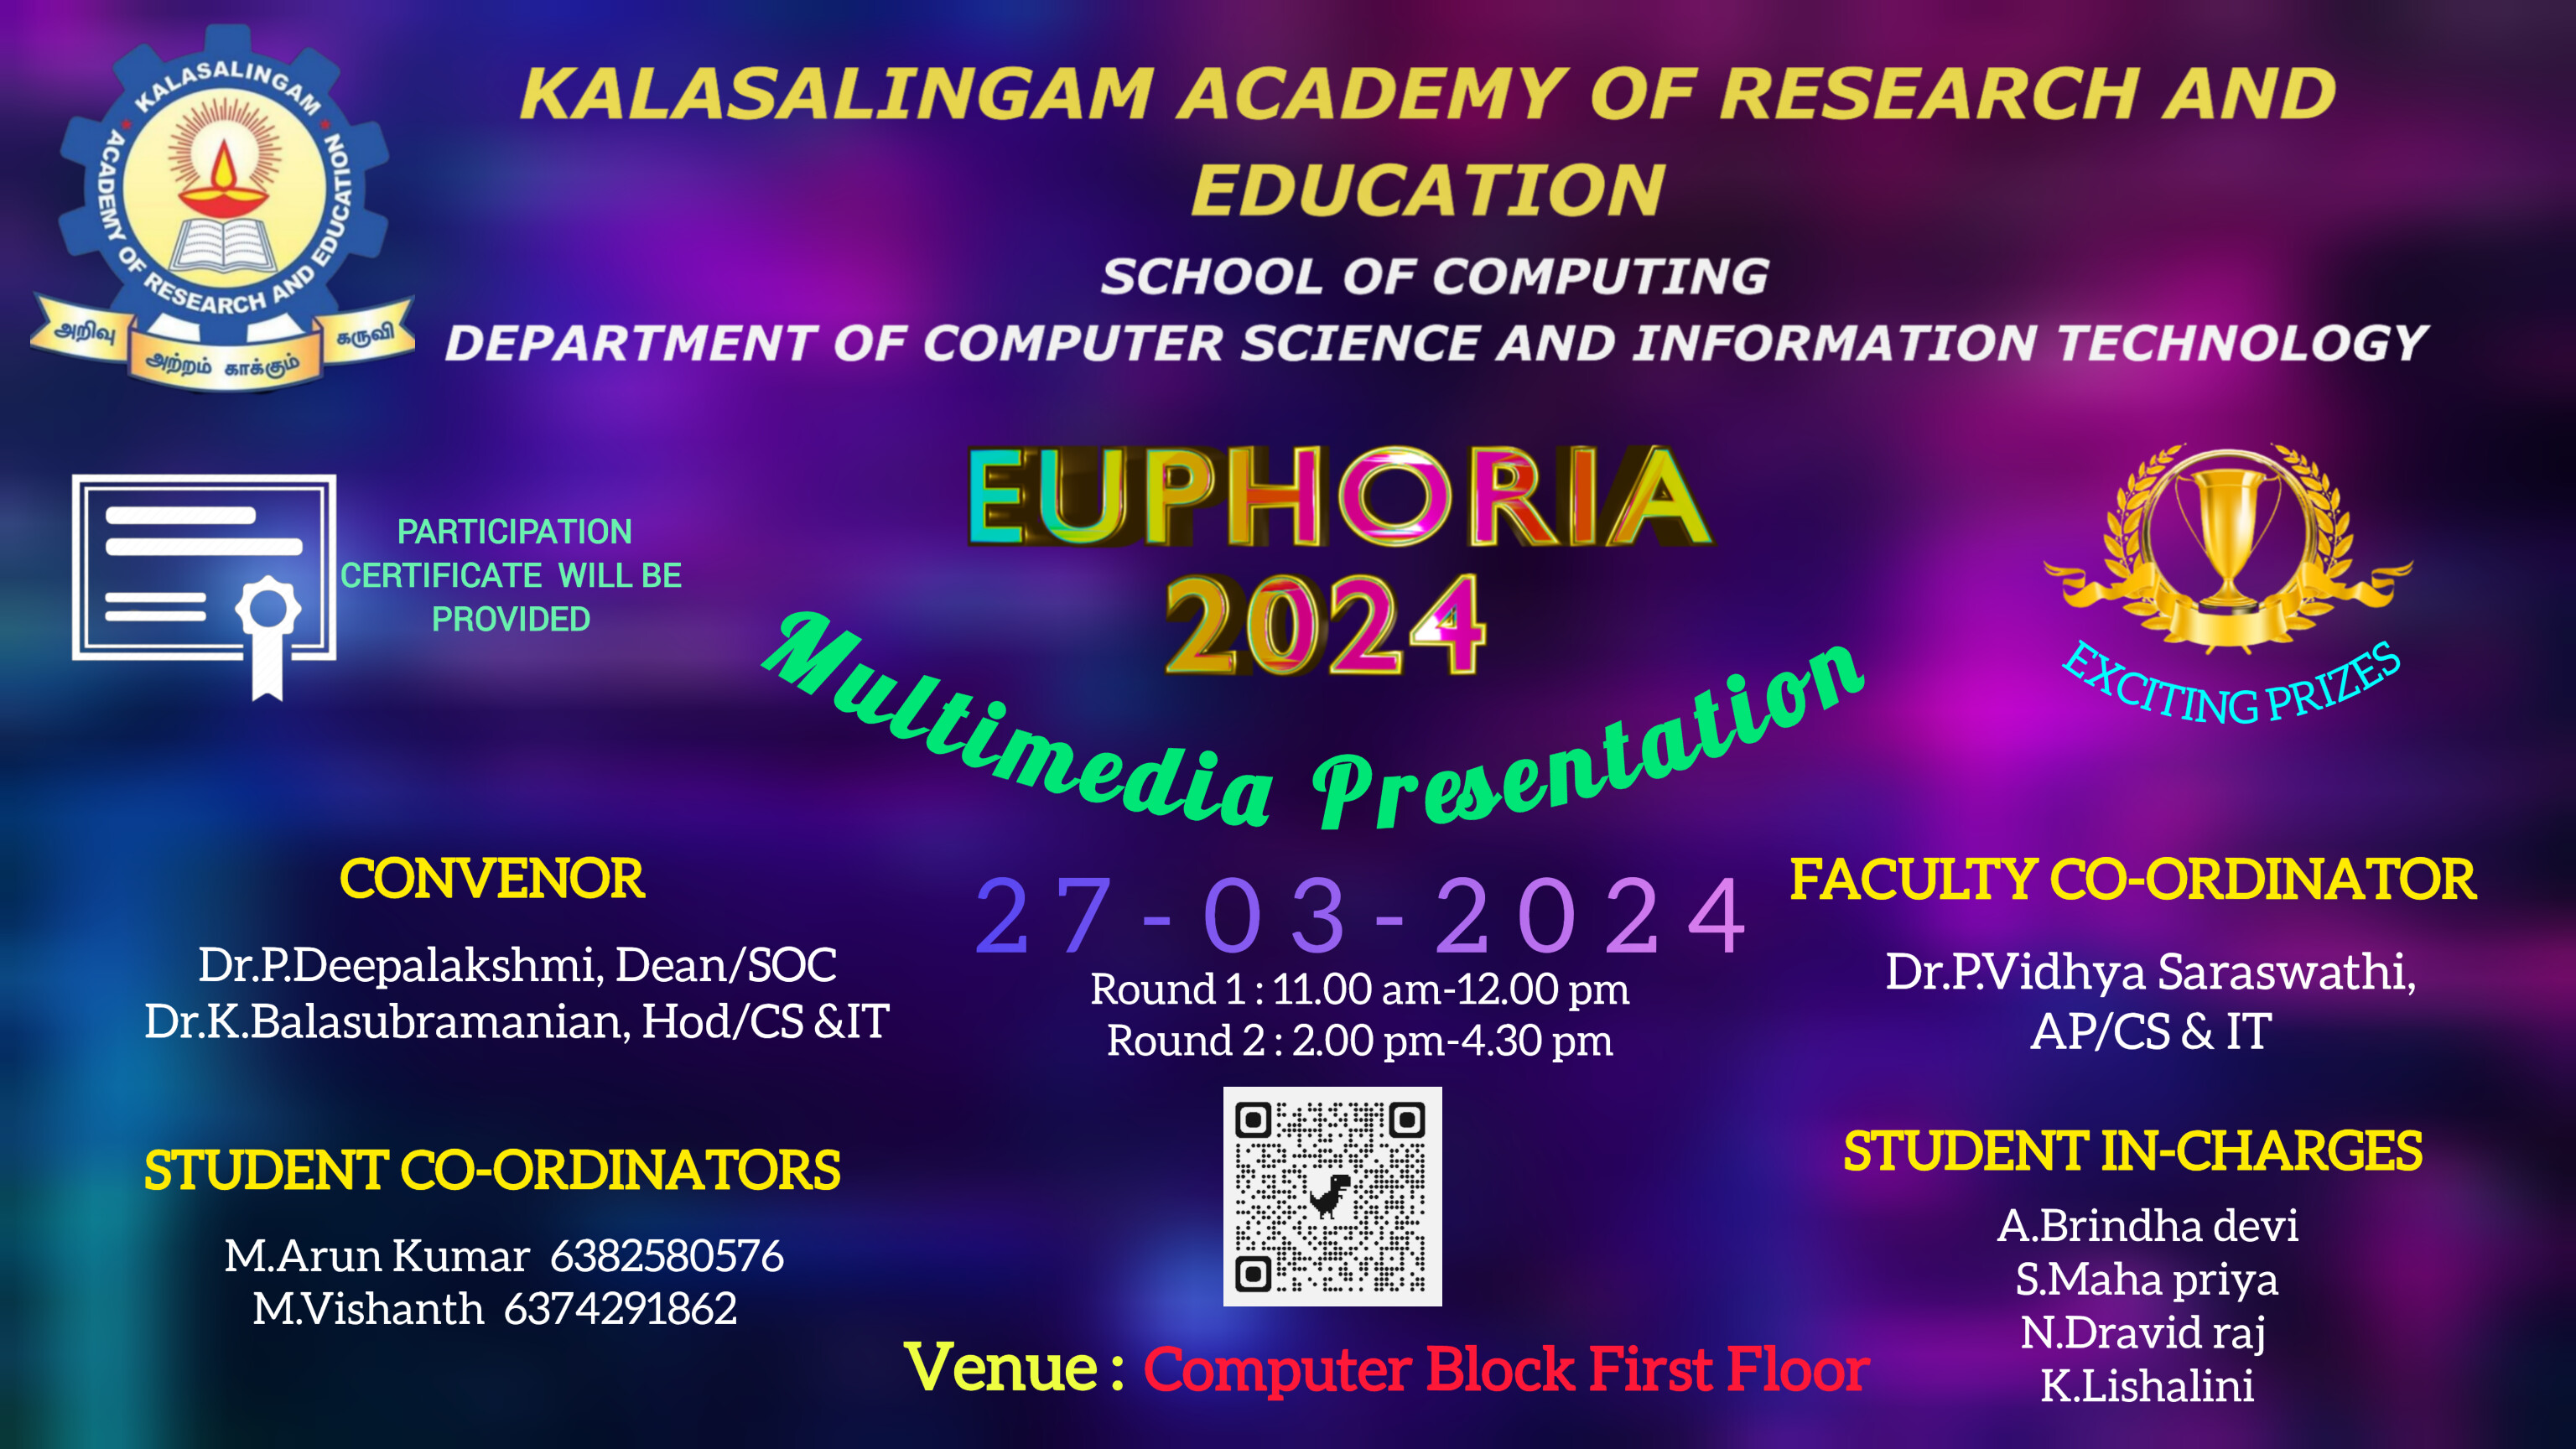 KALASALINGAM ACADEMY OF RESEARCH AND EDUCATION
அறிவு அற்றம் காக்கும் கருவி
KALASALINGAM ACADEMY OF RESEARCH AND
EDUCATION
SCHOOL OF COMPUTING
DEPARTMENT OF COMPUTER SCIENCE AND INFORMATION TECHNOLOGY
PARTICIPATION
CERTIFICATE WILL BE
PROVIDED
EUPHORIA
2024
Multimedia Presentation
EXCITING PRIZES
CONVENOR
Dr.P.Deepalakshmi, Dean/SOC
Dr.K.Balasubramanian, Hod/CS &IT
27-03-2024
Round 1 : 11.00 am-12.00 pm
Round 2 : 2.00 pm-4.30 pm
FACULTY CO-ORDINATOR
Dr.P.Vidhya Saraswathi,
AP/CS & IT
STUDENT CO-ORDINATORS
M.Arun Kumar 6382580576
M.Vishanth 6374291862
STUDENT IN-CHARGES
A.Brindha devi
S.Maha priya
N.Dravid raj
K.Lishalini
Venue : Computer Block First Floor